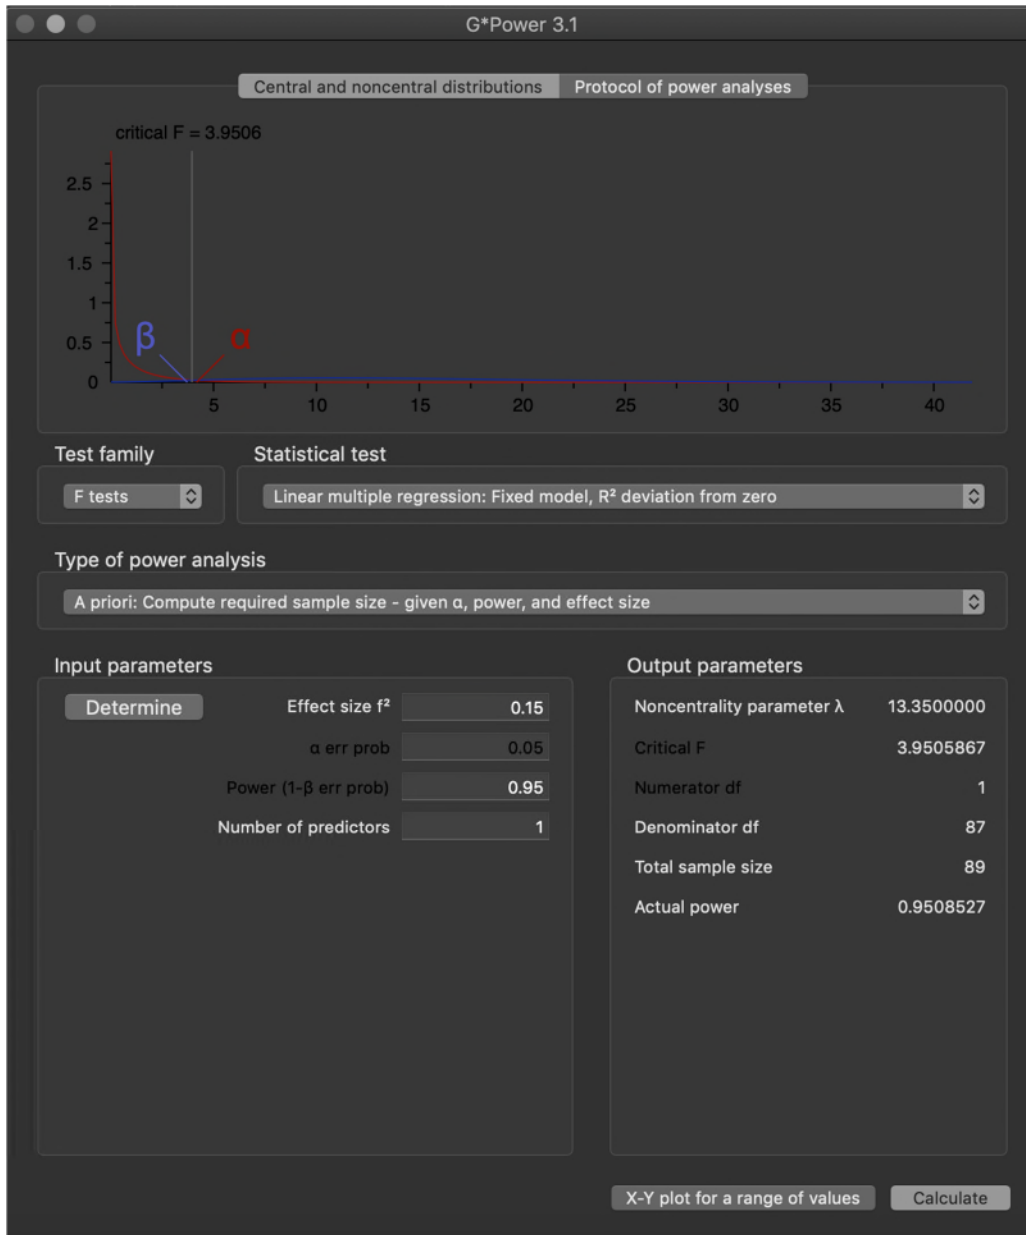 G*Power 3.1
Central and noncentral distributions Protocol of power analyses
critical F = 3.9506
2.5
2
1.5
1
0.5
0
β α
5 10 15 20 25 30 35 40
Test family Statistical test
F tests Linear multiple regression: Fixed model, R² deviation from zero
Type of power analysis
A priori: Compute required sample size - given α, power, and effect size
Input parameters
Determine Effect size f² 0.15
α err prob 0.05
Power (1-β err prob) 0.95
Number of predictors 1
Output parameters
Noncentrality parameter λ 13.3500000
Critical F 3.9505867
Numerator df 1
Denominator df 87
Total sample size 89
Actual power 0.9508527
X-Y plot for a range of values Calculate